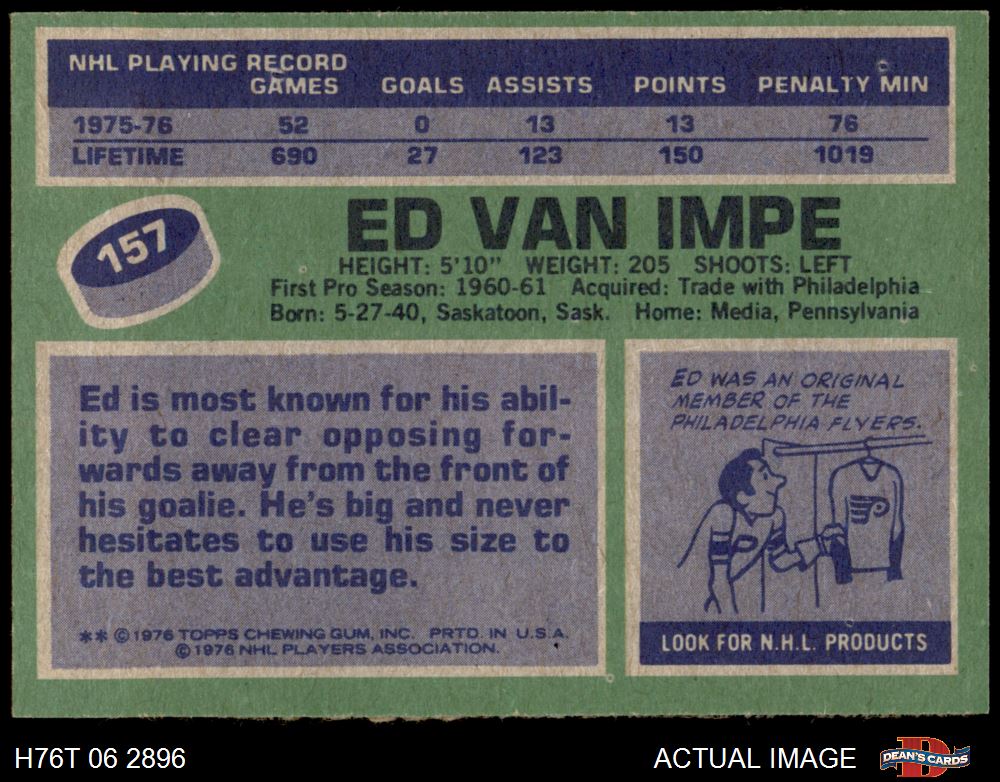 NHL PLAYING RECORD
GAMES GOALS ASSISTS POINTS PENALTY MIN
1975-76 52 0 13 13 76
LIFETIME 690 27 123 150 1019
157
ED VAN IMPE
HEIGHT: 5'10" WEIGHT: 205 SHOOTS: LEFT
First Pro Season: 1960-61 Acquired: Trade with Philadelphia
Born: 5-27-40, Saskatoon, Sask. Home: Media, Pennsylvania
Ed is most known for his abil-
ity to clear opposing for-
wards away from the front of
his goalie. He's big and never
hesitates to use his size to
the best advantage.
** ©1976 TOPPS CHEWING GUM, INC. PRTD. IN U.S.A.
©1976 NHL PLAYERS ASSOCIATION.
ED WAS AN ORIGINAL
MEMBER OF THE
PHILADELPHIA FLYERS.
LOOK FOR N.H.L. PRODUCTS
H76T 06 2896
ACTUAL IMAGE
DEAN'S CARDS